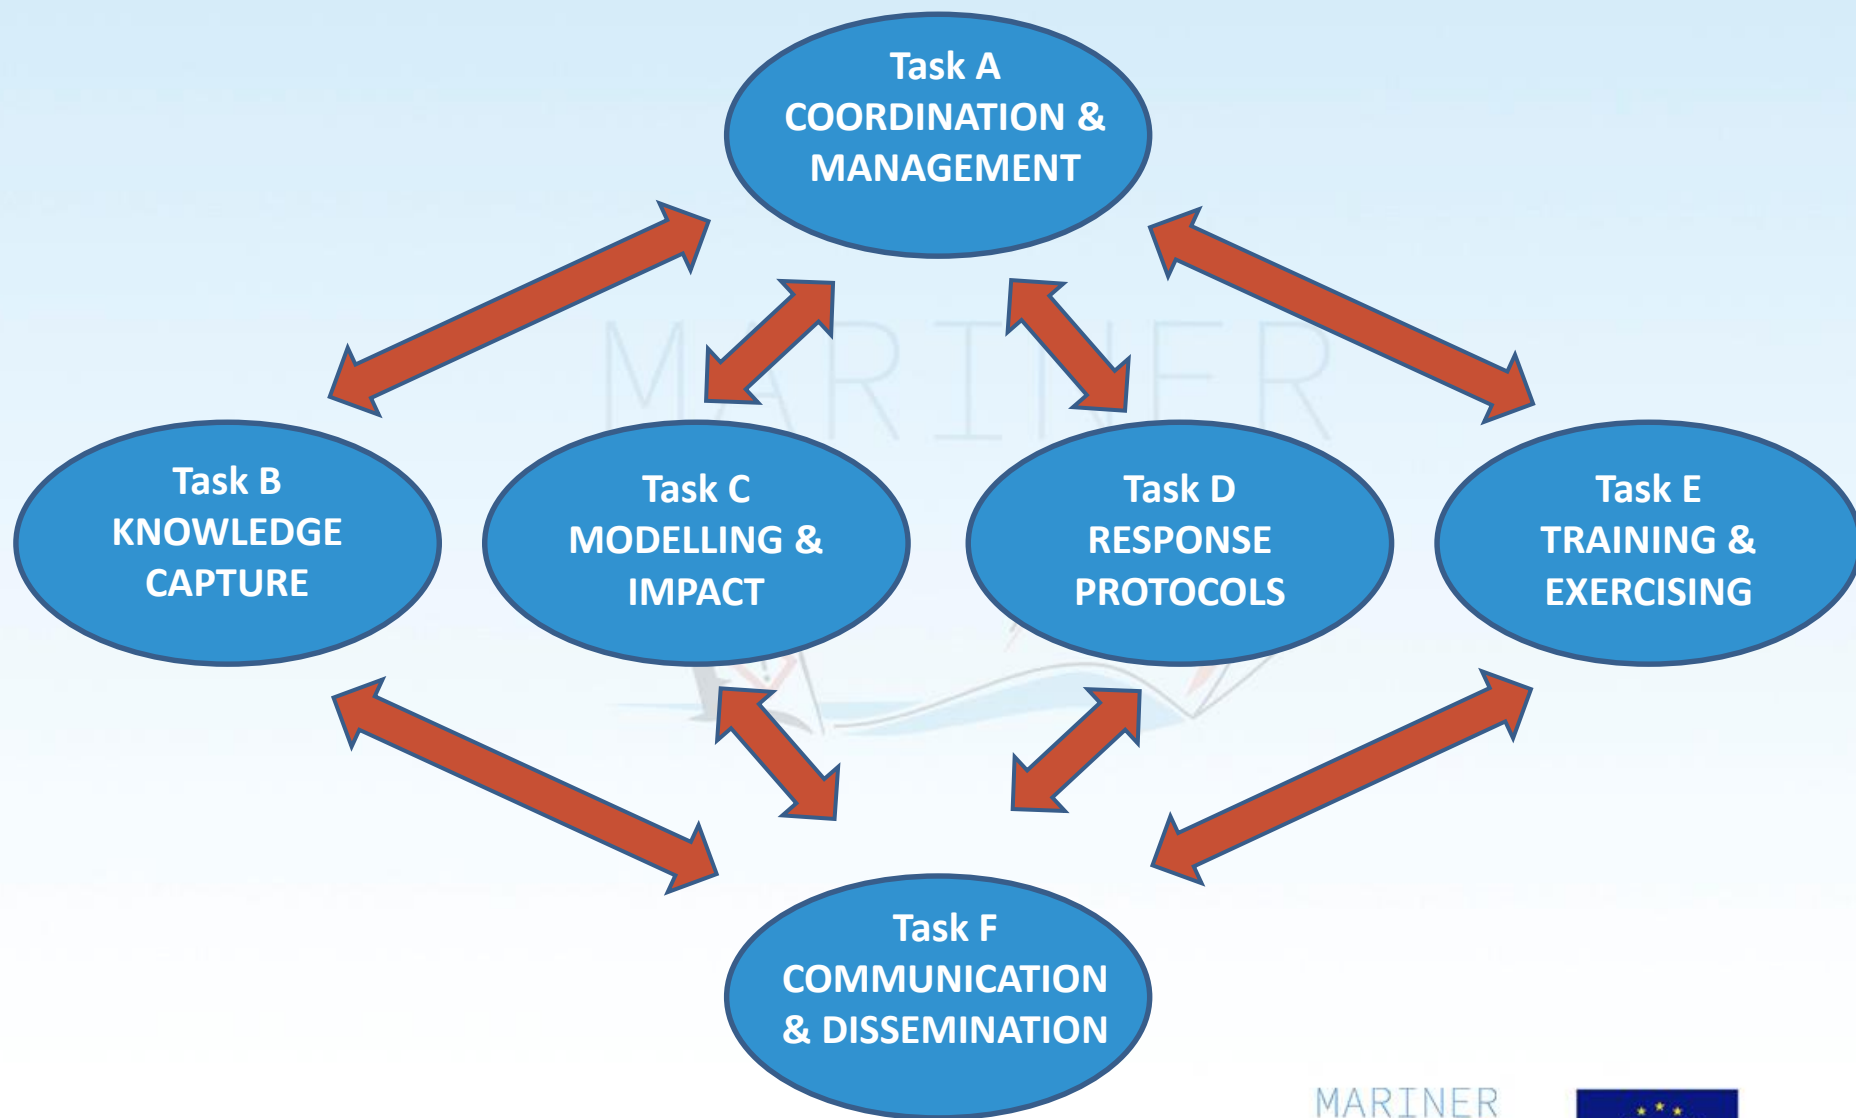 Task A
COORDINATION &
MANAGEMENT
MARINER
Task B
KNOWLEDGE
CAPTURE
Task C
MODELLING &
IMPACT
Task D
RESPONSE
PROTOCOLS
Task E
TRAINING &
EXERCISING
Task F
COMMUNICATION
& DISSEMINATION
MARINER